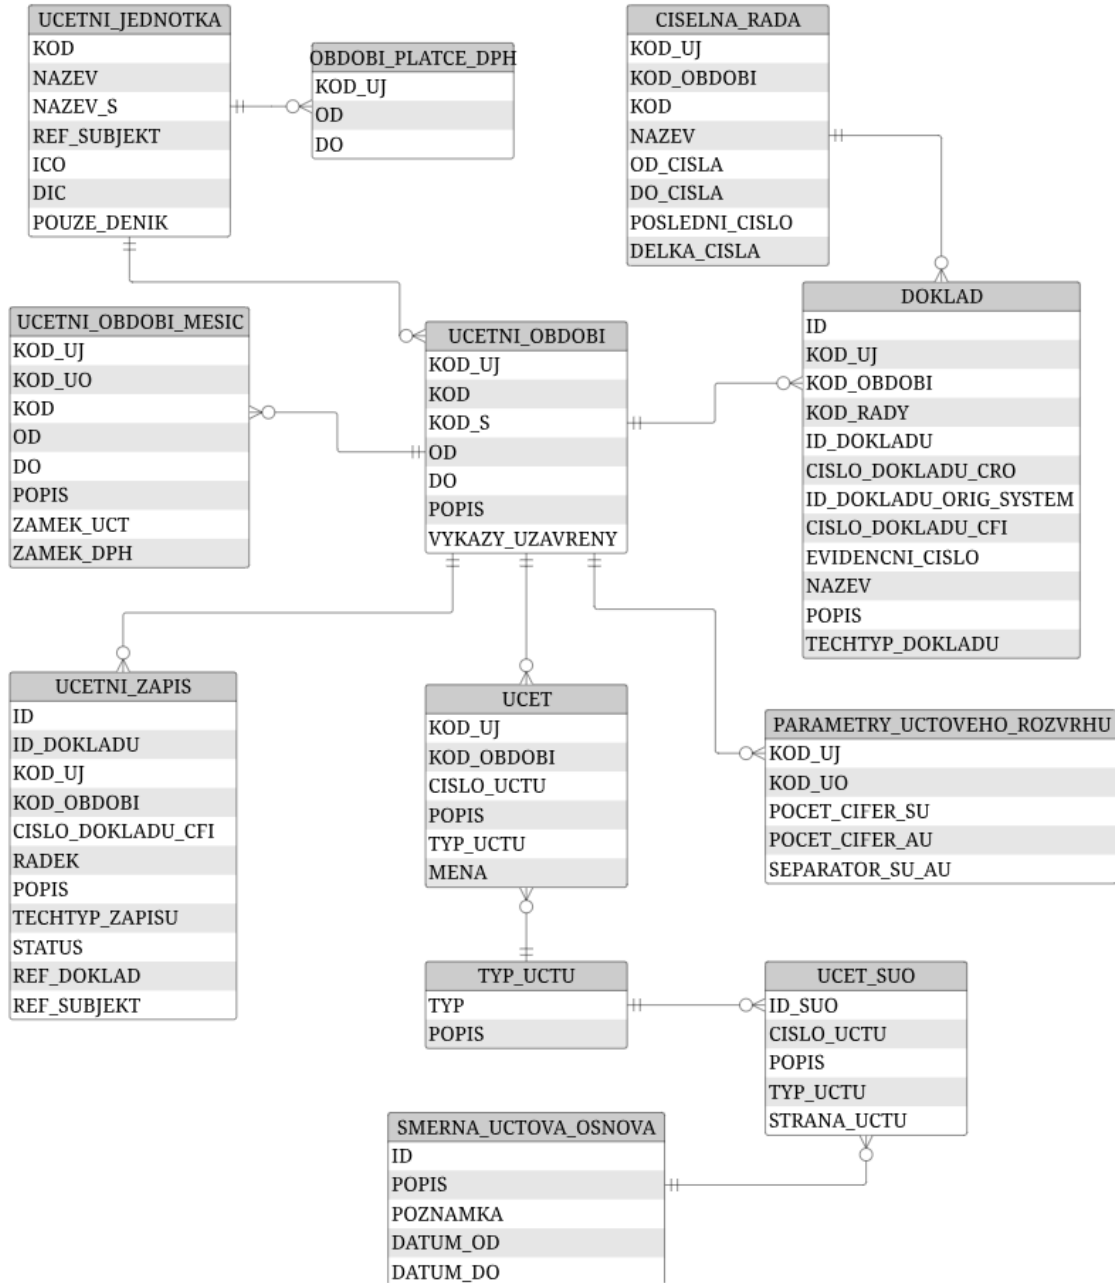 UCETNI_JEDNOTKA
KOD
NAZEV
NAZEV_S
REF_SUBJEKT
ICO
DIC
POUZE_DENIK
OBDOBI_PLATCE_DPH
KOD_UJ
OD
DO
CISELNA_RADA
KOD_UJ
KOD_OBDOBI
KOD
NAZEV
OD_CISLA
DO_CISLA
POSLEDNI_CISLO
DELKA_CISLA
UCETNI_OBDOBI_MESIC
KOD_UJ
KOD_UO
KOD
OD
DO
POPIS
ZAMEK_UCT
ZAMEK_DPH
UCETNI_OBDOBI
KOD_UJ
KOD
KOD_S
OD
DO
POPIS
VYKAZY_UZAVRENY
DOKLAD
ID
KOD_UJ
KOD_OBDOBI
KOD_RADY
ID_DOKLADU
CISLO_DOKLADU_CRO
ID_DOKLADU_ORIG_SYSTEM
CISLO_DOKLADU_CFI
EVIDENCNI_CISLO
NAZEV
POPIS
TECHTYP_DOKLADU
UCETNI_ZAPIS
ID
ID_DOKLADU
KOD_UJ
KOD_OBDOBI
CISLO_DOKLADU_CFI
RADEK
POPIS
TECHTYP_ZAPISU
STATUS
REF_DOKLAD
REF_SUBJEKT
UCET
KOD_UJ
KOD_OBDOBI
CISLO_UCTU
POPIS
TYP_UCTU
MENA
PARAMETRY_UCTOVEHO_ROZVRHU
KOD_UJ
KOD_UO
POCET_CIFER_SU
POCET_CIFER_AU
SEPARATOR_SU_AU
TYP_UCTU
TYP
POPIS
UCET_SUO
ID_SUO
CISLO_UCTU
POPIS
TYP_UCTU
STRANA_UCTU
SMERNA_UCTOVA_OSNOVA
ID
POPIS
POZNAMKA
DATUM_OD
DATUM_DO